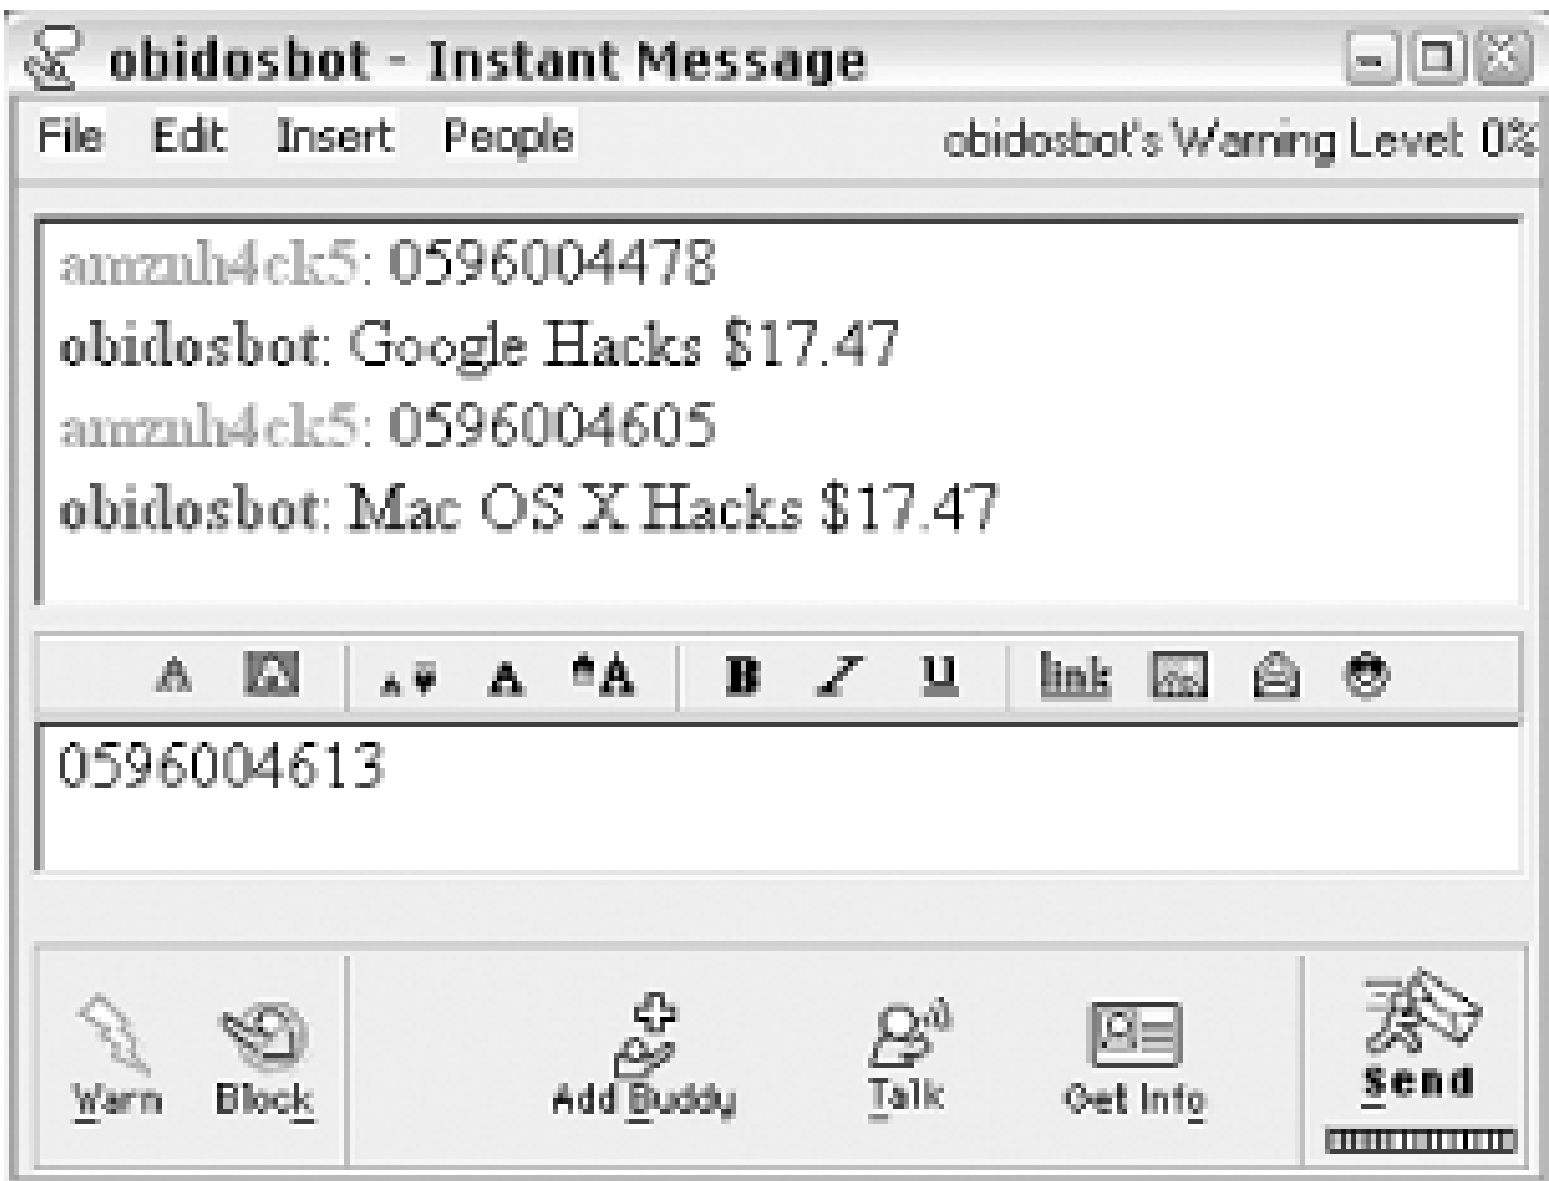 obidosbot - Instant Message
File Edit Insert People obidosbot's Warning Level: 0%
amznh4ck5: 0596004478
obidosbot: Google Hacks $17.47
amznh4ck5: 0596004605
obidosbot: Mac OS X Hacks $17.47
A A A A A B I U link
0596004613
Warn Block Add Buddy Talk Get Info Send